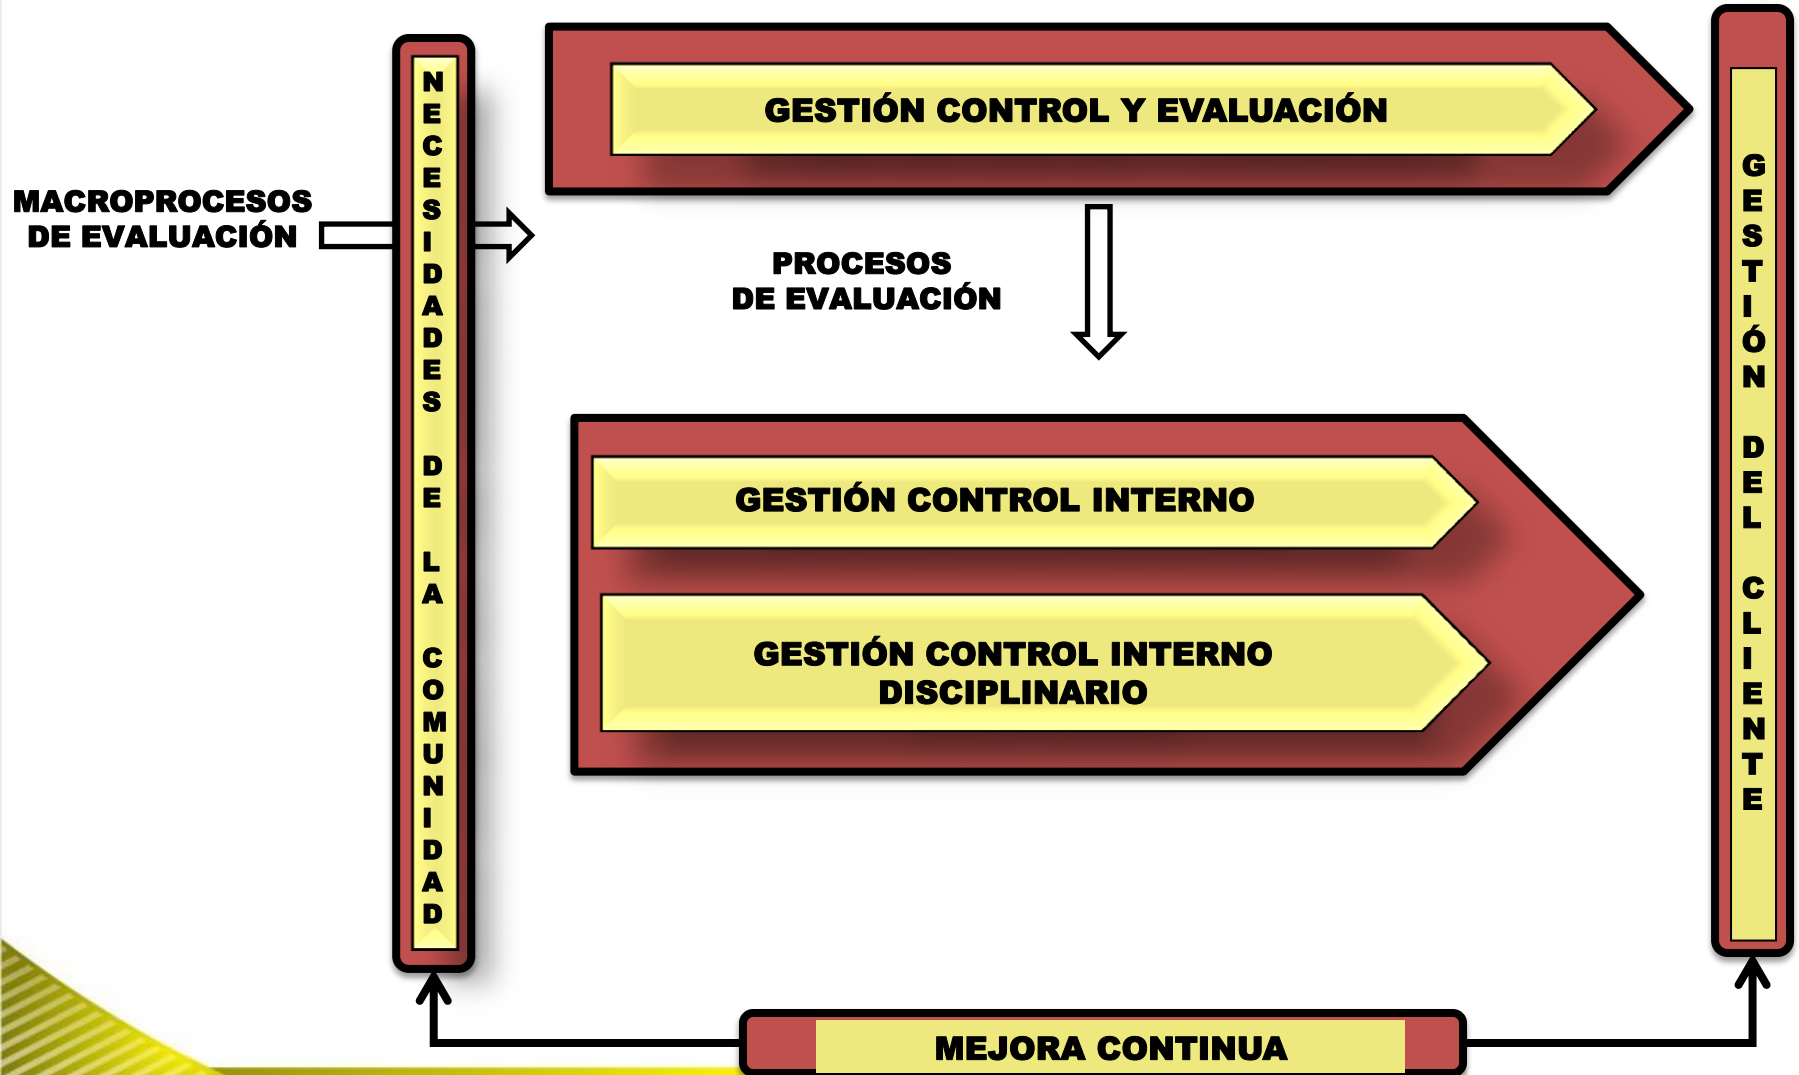 MACROPROCESOS
DE EVALUACIÓN
NECESIDADES DE LA COMUNIDAD
GESTIÓN CONTROL Y EVALUACIÓN
PROCESOS
DE EVALUACIÓN
GESTIÓN CONTROL INTERNO
GESTIÓN CONTROL INTERNO
DISCIPLINARIO
GESTIÓN DEL CLIENTE
MEJORA CONTINUA